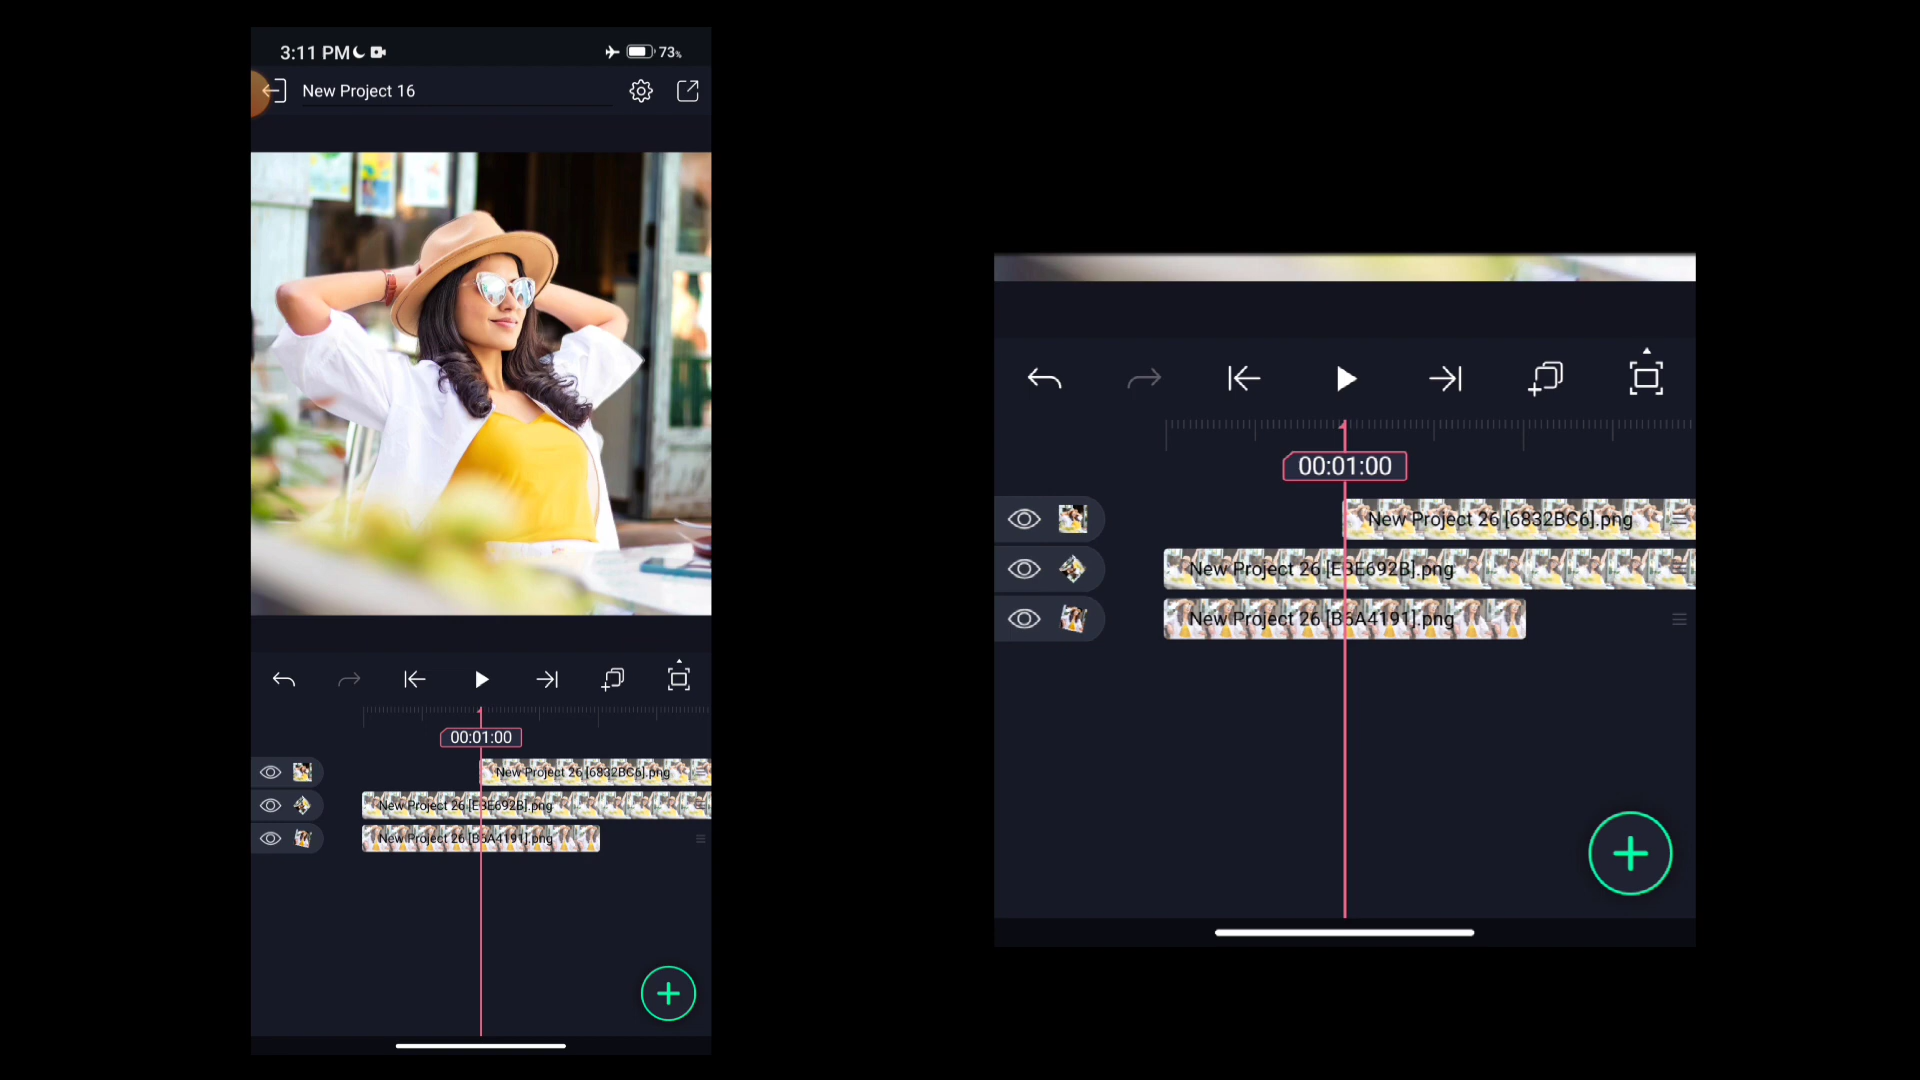 3:11 PM
73%
New Project 16
00:01:00
New Project 26 [6832BC6].png
New Project 26 [E3E692B].png
New Project 26 [B6A4191].png
00:01:00
New Project 26 [6832BC6].png
New Project 26 [E3E692B].png
New Project 26 [B6A4191].png